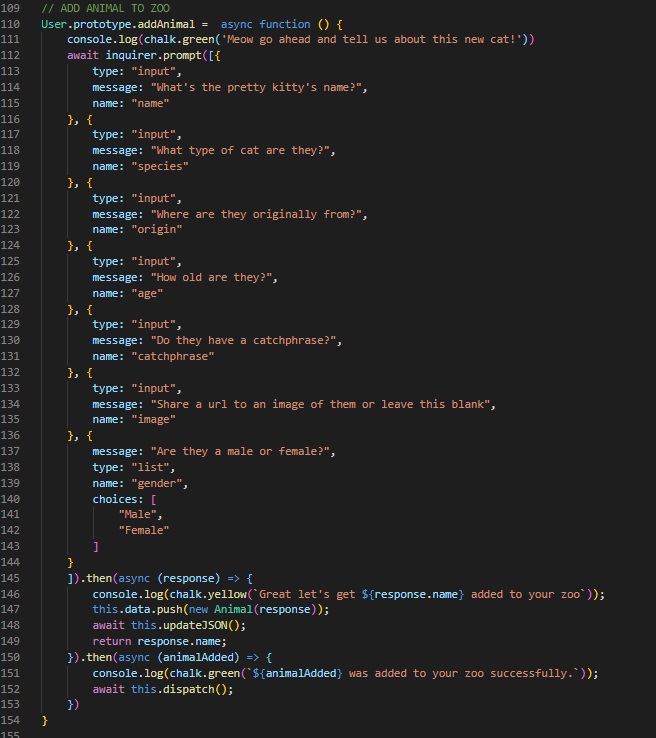 109 // ADD ANIMAL TO ZOO
110 User.prototype.addAnimal =  async function () {
111     console.log(chalk.green('Meow go ahead and tell us about this new cat!'))
112     await inquirer.prompt([{
113         type: "input",
114         message: "What's the pretty kitty's name?",
115         name: "name"
116     }, {
117         type: "input",
118         message: "What type of cat are they?",
119         name: "species"
120     }, {
121         type: "input",
122         message: "Where are they originally from?",
123         name: "origin"
124     }, {
125         type: "input",
126         message: "How old are they?",
127         name: "age"
128     }, {
129         type: "input",
130         message: "Do they have a catchphrase?",
131         name: "catchphrase"
132     }, {
133         type: "input",
134         message: "Share a url to an image of them or leave this blank",
135         name: "image"
136     }, {
137         message: "Are they a male or female?",
138         type: "list",
139         name: "gender",
140         choices: [
141             "Male",
142             "Female"
143         ]
144     }
145     ]).then(async (response) => {
146         console.log(chalk.yellow(`Great let's get ${response.name} added to your zoo`));
147         this.data.push(new Animal(response));
148         await this.updateJSON();
149         return response.name;
150     }).then(async (animalAdded) => {
151         console.log(chalk.green(`${animalAdded} was added to your zoo successfully.`));
152         await this.dispatch();
153     })
154 }
155